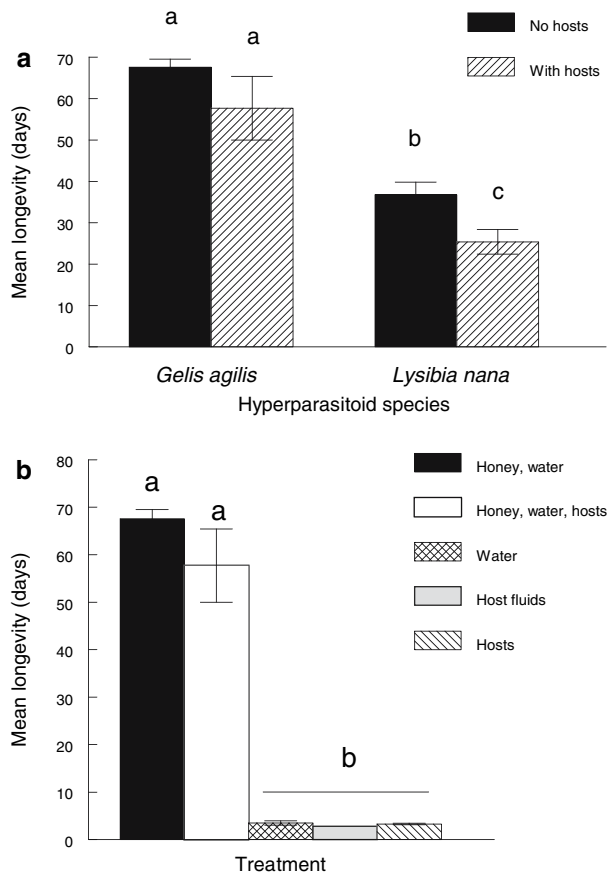 a
a
a
b
c
No hosts
With hosts
70
60
50
40
30
20
10
0
Mean longevity (days)
Gelis agilis
Lysibia nana
Hyperparasitoid species
b
80
70
60
50
40
30
20
10
0
Mean longevity (days)
a
a
b
Honey, water
Honey, water, hosts
Water
Host fluids
Hosts
Treatment